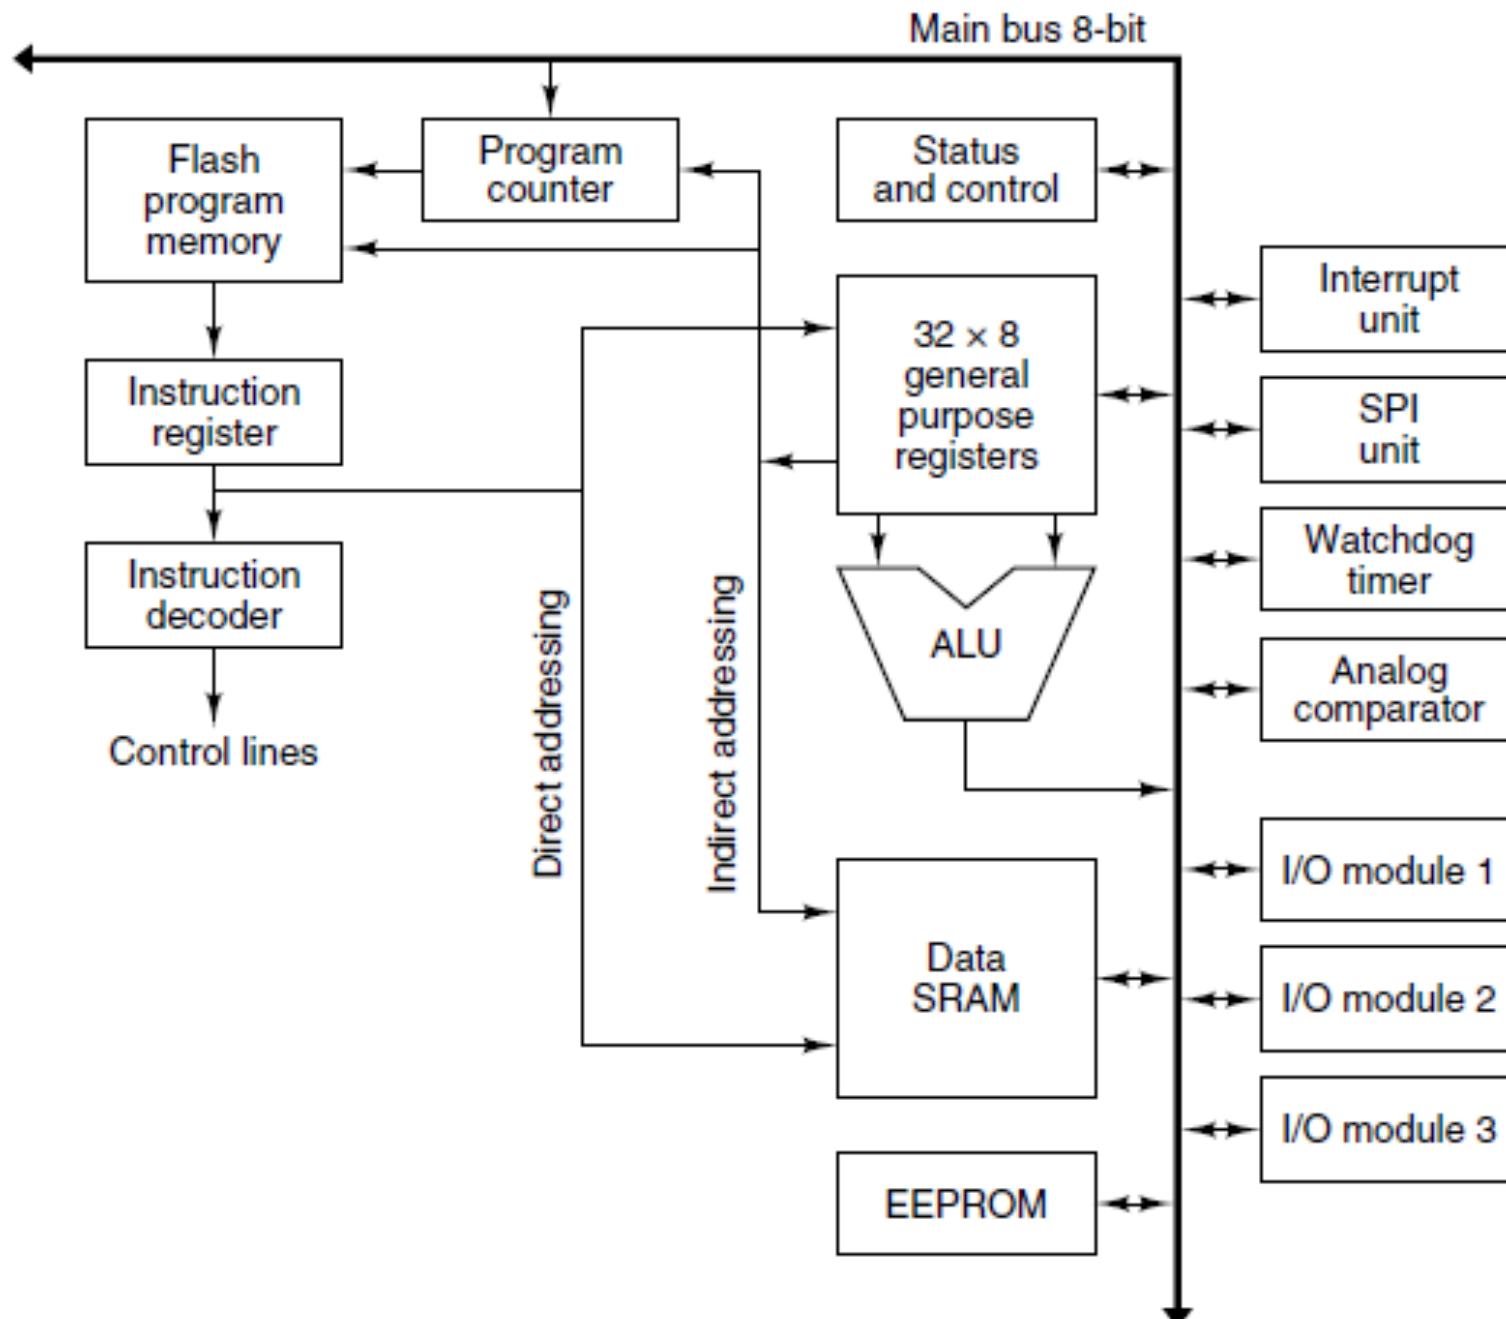 Main bus 8-bit
Flash
program
memory
Program
counter
Status
and control
Interrupt
unit
32 × 8
general
purpose
registers
Instruction
register
SPI
unit
Watchdog
timer
Instruction
decoder
ALU
Analog
comparator
Control lines
Direct addressing
Indirect addressing
I/O module 1
Data
SRAM
I/O module 2
I/O module 3
EEPROM